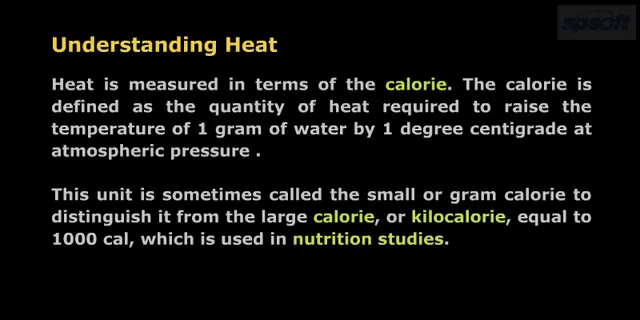 spsoft
Understanding Heat
Heat is measured in terms of the calorie. The calorie is
defined as the quantity of heat required to raise the
temperature of 1 gram of water by 1 degree centigrade at
atmospheric pressure .
This unit is sometimes called the small or gram calorie to
distinguish it from the large calorie, or kilocalorie, equal to
1000 cal, which is used in nutrition studies.